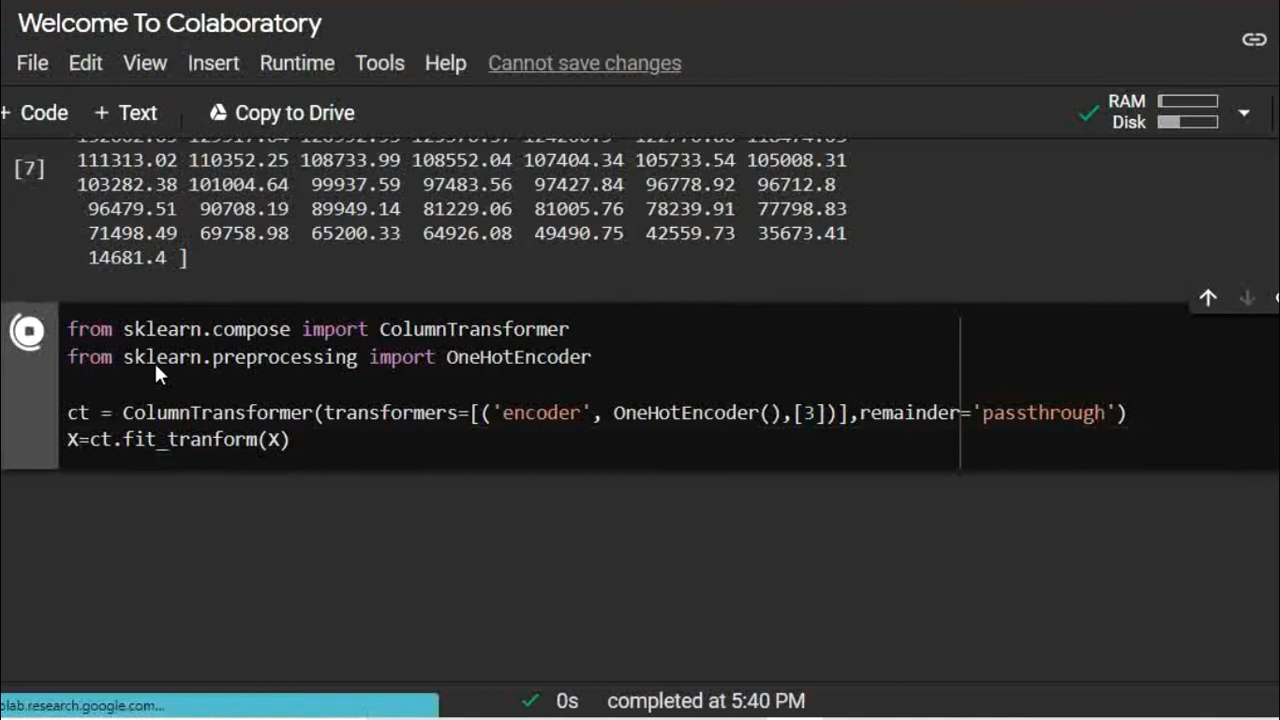 Welcome To Colaboratory
File Edit View Insert Runtime Tools Help Cannot save changes
+ Code + Text Copy to Drive RAM
Disk
[7] 111313.02 110352.25 108733.99 108552.04 107404.34 105733.54 105008.31
103282.38 101004.64 99937.59 97483.56 97427.84 96778.92 96712.8
96479.51 90708.19 89949.14 81229.06 81005.76 78239.91 77798.83
71498.49 69758.98 65200.33 64926.08 49490.75 42559.73 35673.41
14681.4 ]
from sklearn.compose import ColumnTransformer
from sklearn.preprocessing import OneHotEncoder
ct = ColumnTransformer(transformers=[('encoder', OneHotEncoder(),[3])],remainder='passthrough')
X=ct.fit_tranform(X)
olab.research.google.com... 0s completed at 5:40 PM